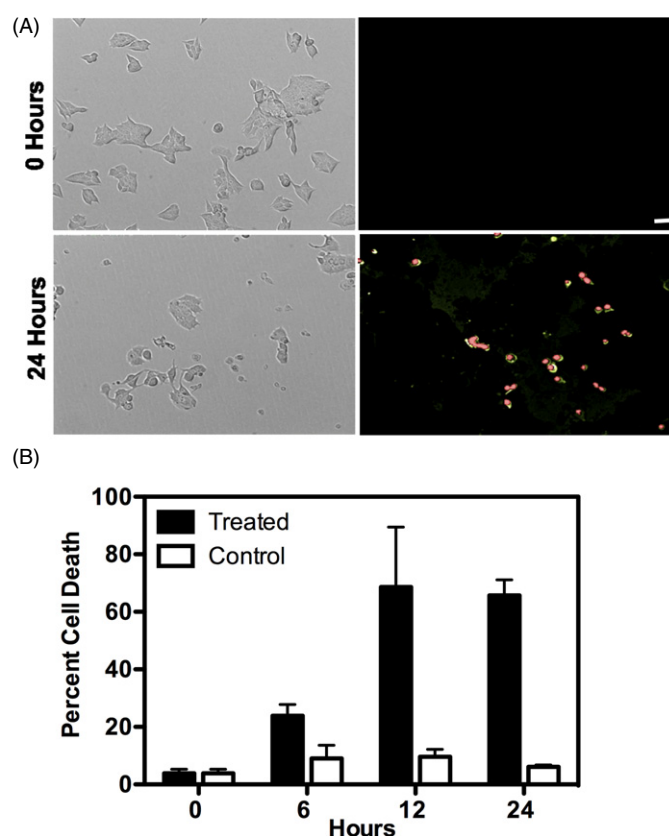 (A)
0 Hours
24 Hours
(B)
100
80
60
40
20
0
Treated
Control
Percent Cell Death
0 6 12 24
Hours